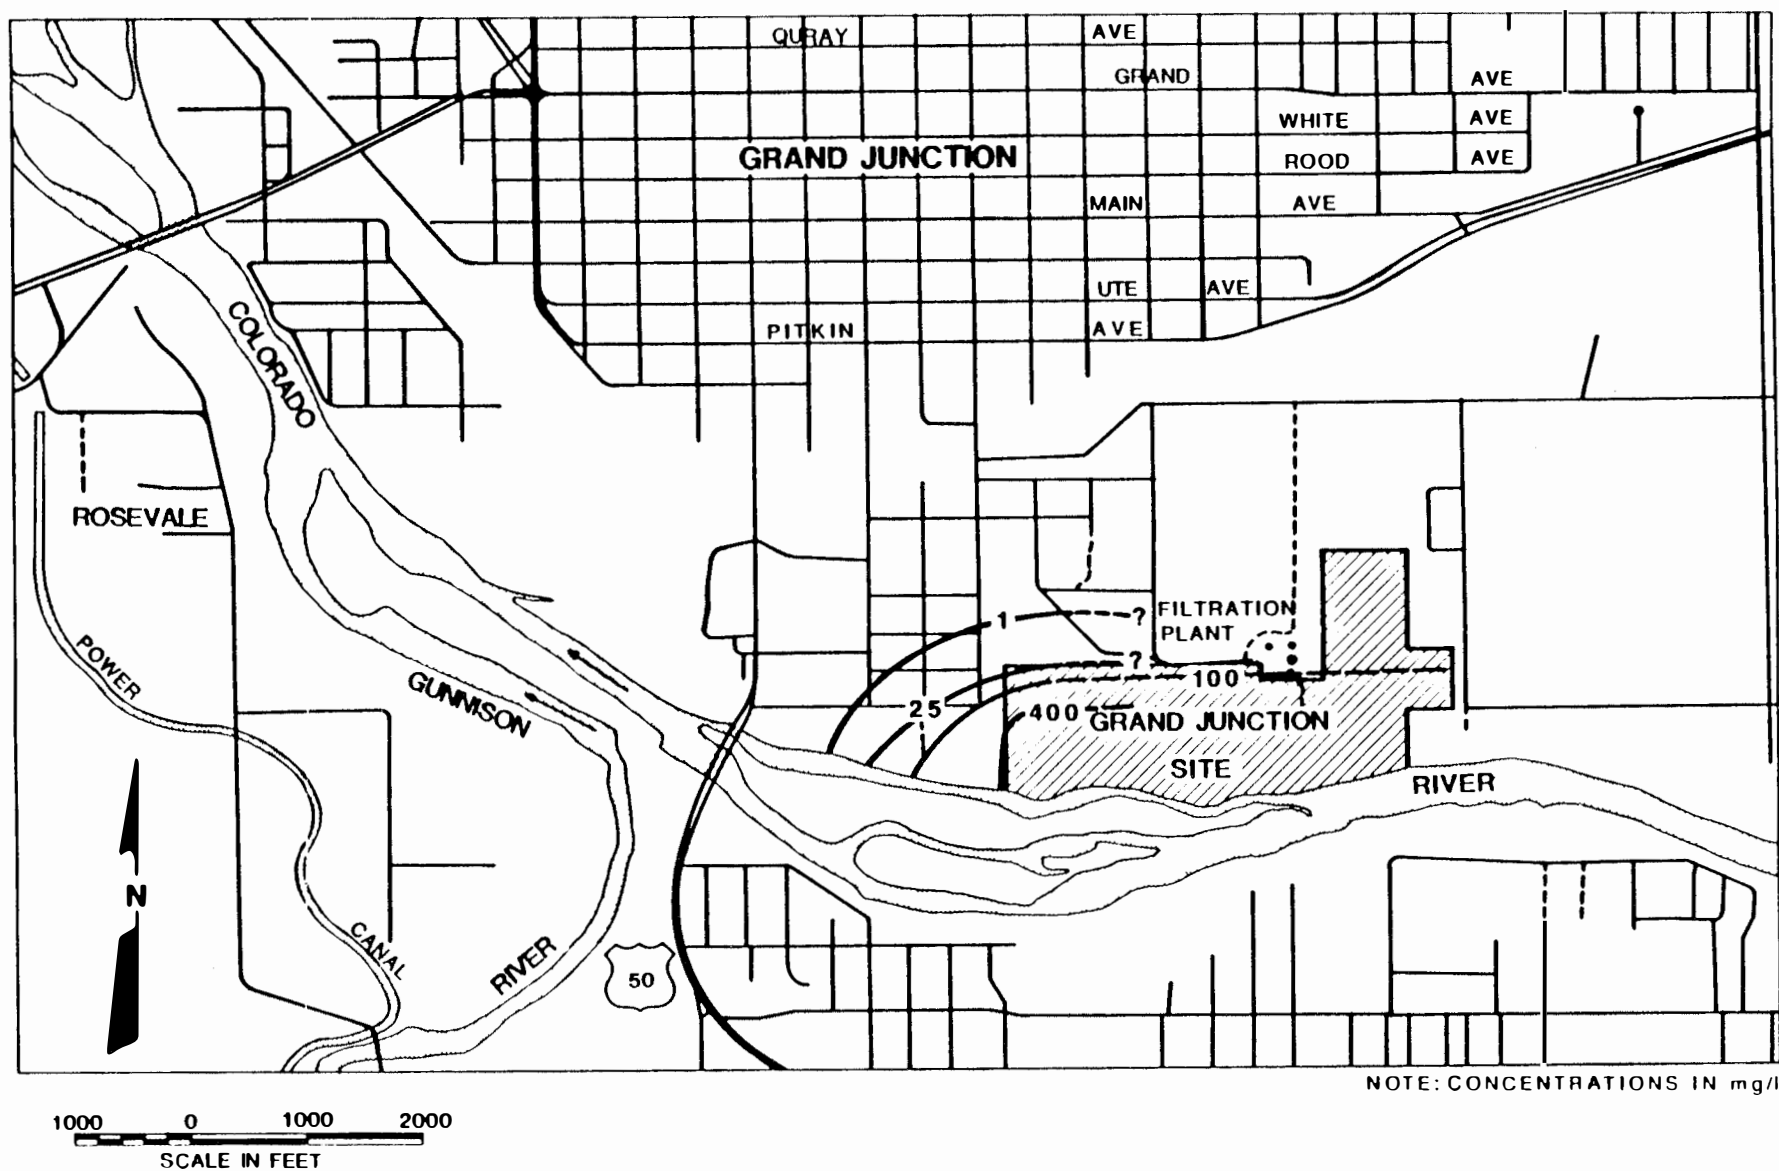 QURAY AVE
GRAND AVE
WHITE AVE
GRAND JUNCTION
ROOD AVE
MAIN AVE
UTE AVE
PITKIN AVE
COLORADO
ROSEVALE
1
?
FILTRATION
PLANT
POWER
?
100
GUNNISON
25
400
GRAND JUNCTION
SITE
RIVER
N
CANAL
RIVER
50
NOTE: CONCENTRATIONS IN mg/l
1000 0 1000 2000
SCALE IN FEET